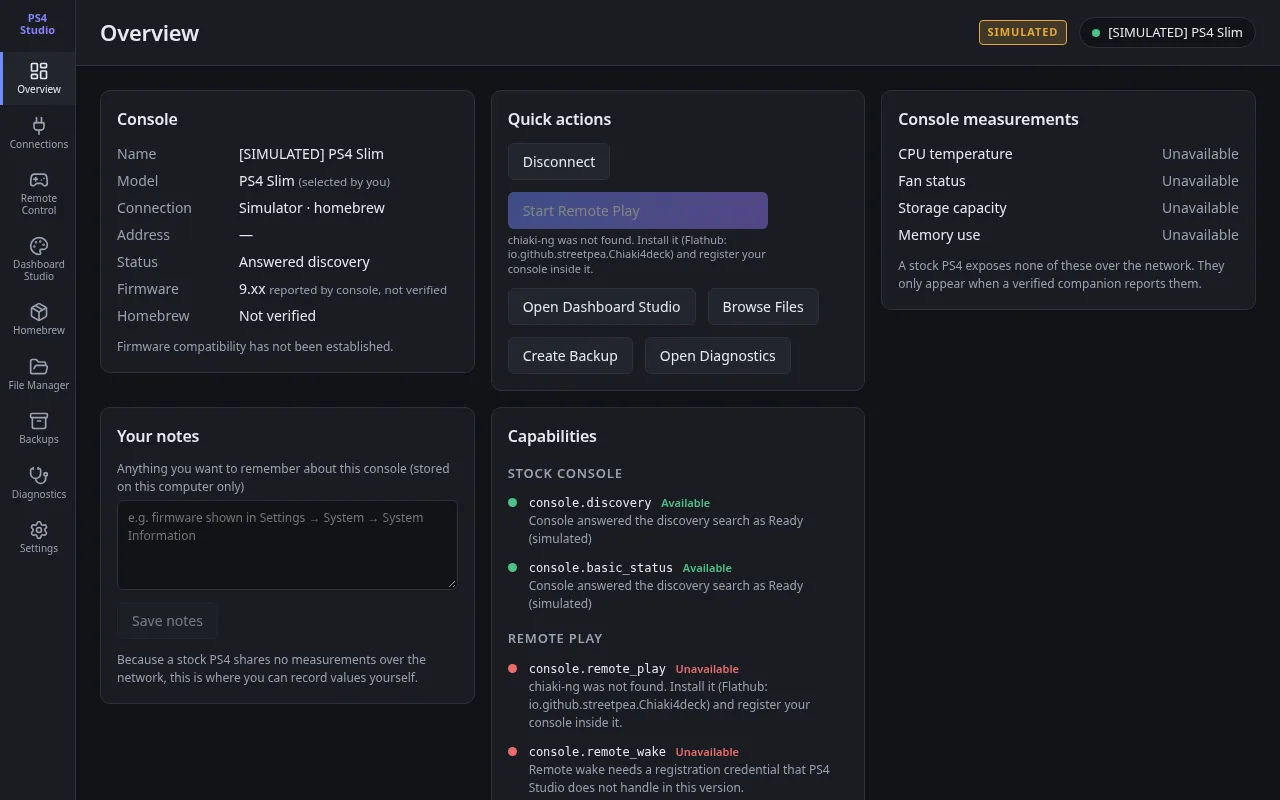 PS4
Studio
Overview
SIMULATED
[SIMULATED] PS4 Slim
Overview
Connections
Remote
Control
Dashboard
Studio
Homebrew
File Manager
Backups
Diagnostics
Settings
Console
Name [SIMULATED] PS4 Slim
Model PS4 Slim (selected by you)
Connection Simulator · homebrew
Address —
Status Answered discovery
Firmware 9.xx reported by console, not verified
Homebrew Not verified
Firmware compatibility has not been established.
Quick actions
Disconnect
Start Remote Play
chiaki-ng was not found. Install it (Flathub:
io.github.streetpea.Chiaki4deck) and register your
console inside it.
Open Dashboard Studio Browse Files
Create Backup Open Diagnostics
Console measurements
CPU temperature Unavailable
Fan status Unavailable
Storage capacity Unavailable
Memory use Unavailable
A stock PS4 exposes none of these over the network. They
only appear when a verified companion reports them.
Your notes
Anything you want to remember about this console (stored
on this computer only)
e.g. firmware shown in Settings → System → System
Information
Save notes
Because a stock PS4 shares no measurements over the
network, this is where you can record values yourself.
Capabilities
STOCK CONSOLE
console.discovery Available
Console answered the discovery search as Ready
(simulated)
console.basic_status Available
Console answered the discovery search as Ready
(simulated)
REMOTE PLAY
console.remote_play Unavailable
chiaki-ng was not found. Install it (Flathub:
io.github.streetpea.Chiaki4deck) and register your
console inside it.
console.remote_wake Unavailable
Remote wake needs a registration credential that PS4
Studio does not handle in this version.